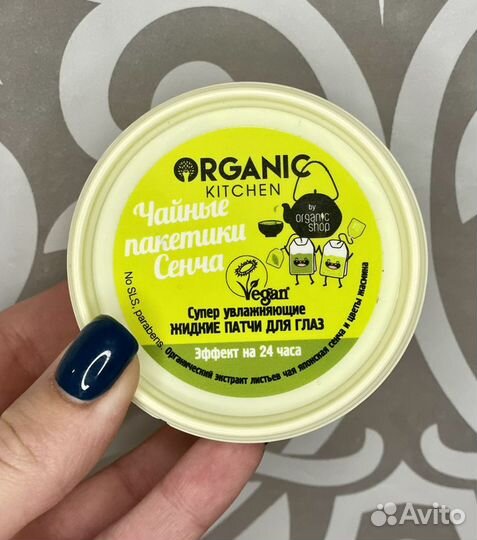 ORGANIC
KITCHEN
by
organic
shop
Чайные
пакетики
Сенча
Vegan
No SLS, parabens
Супер увлажняющие
ЖИДКИЕ ПАТЧИ ДЛЯ ГЛАЗ
Эффект на 24 часа
Органический экстракт листьев чая японская сенча и цветы жасмина
Avito